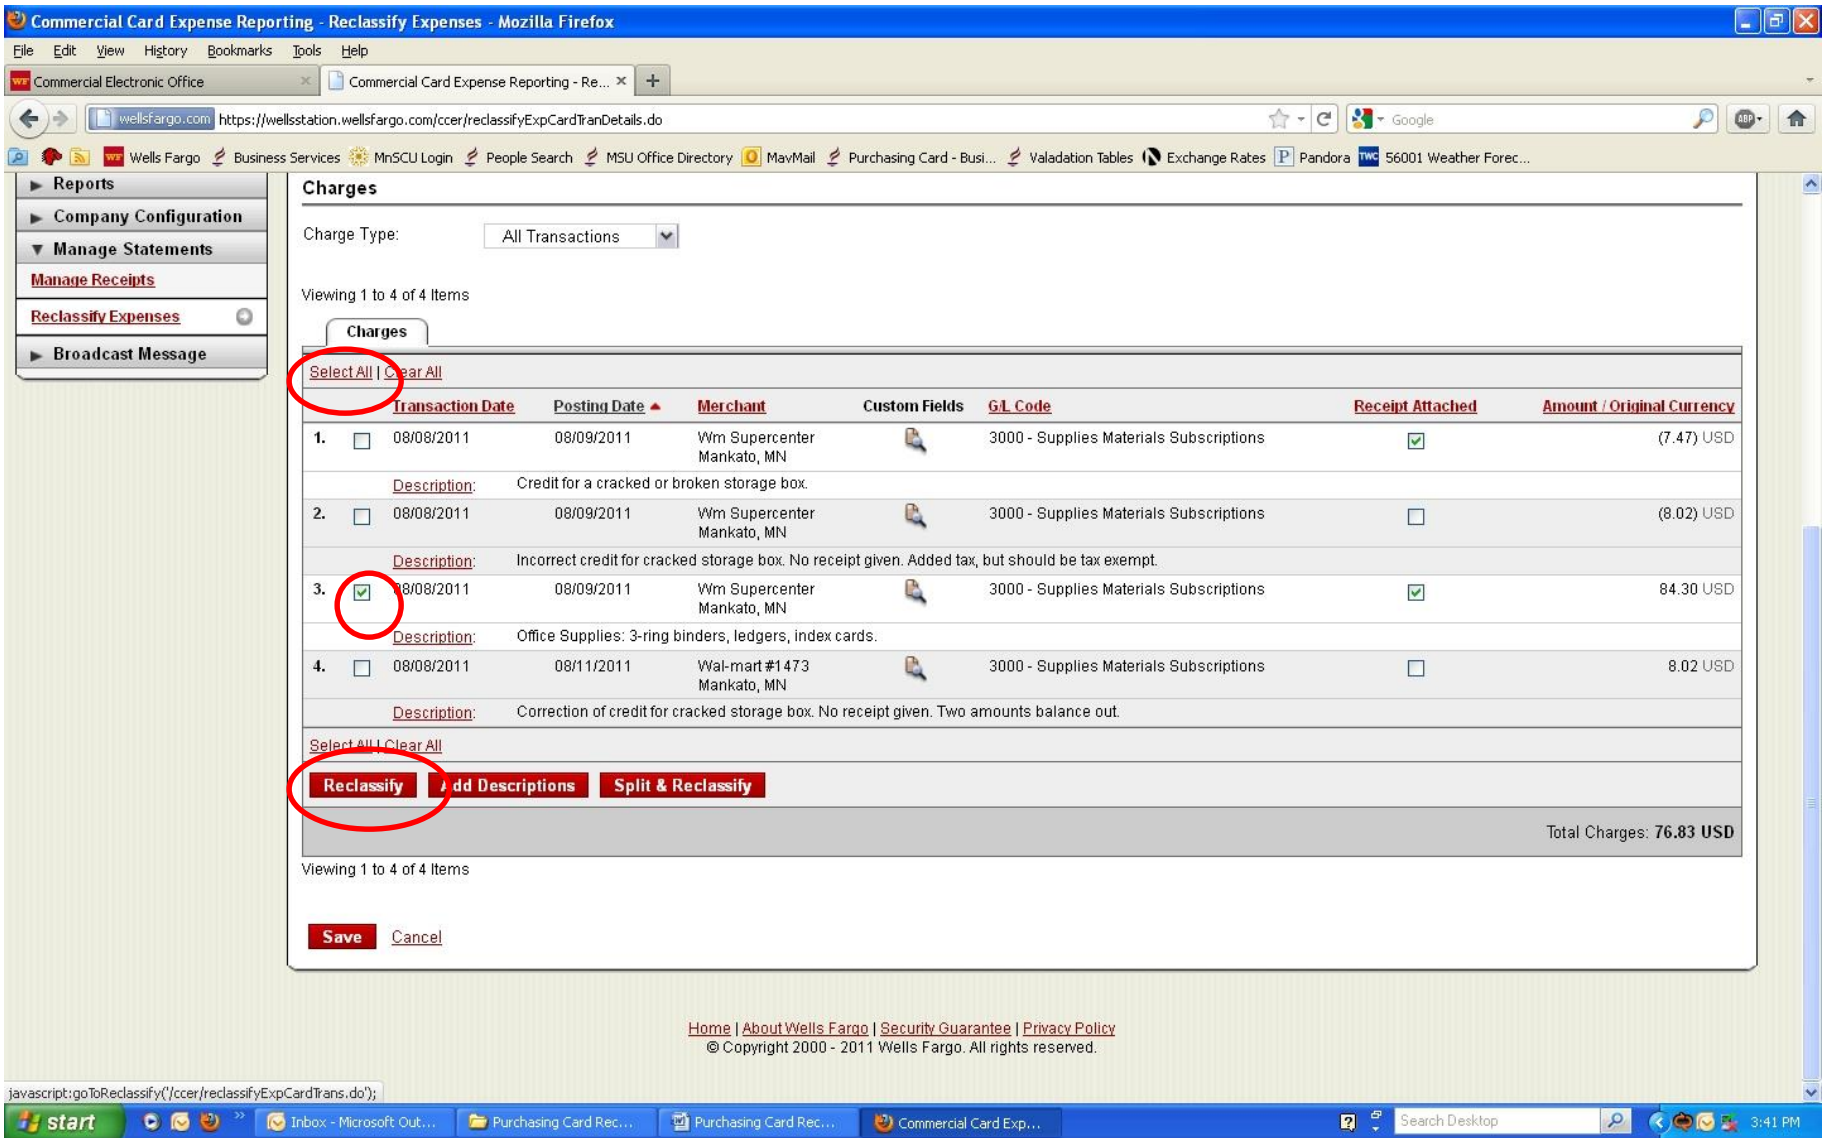 Commercial Card Expense Reporting - Reclassify Expenses - Mozilla Firefox
File Edit View History Bookmarks Tools Help
Commercial Electronic Office Commercial Card Expense Reporting - Re...
wellsfargo.com https://wellsstation.wellsfargo.com/ccer/reclassifyExpCardTranDetails.do Google ABP
Wells Fargo Business Services MnSCU Login People Search MSU Office Directory MavMail Purchasing Card - Busi... Valadation Tables Exchange Rates Pandora TWC 56001 Weather Forec...
Reports
Company Configuration
Manage Statements
Manage Receipts
Reclassify Expenses
Broadcast Message
Charges
Charge Type: All Transactions
Viewing 1 to 4 of 4 Items
Charges
Select All | Clear All
Transaction Date Posting Date Merchant Custom Fields G/L Code Receipt Attached Amount / Original Currency
1. 08/08/2011 08/09/2011 Wm Supercenter 3000 - Supplies Materials Subscriptions (7.47) USD
Mankato, MN
Description: Credit for a cracked or broken storage box.
2. 08/08/2011 08/09/2011 Wm Supercenter 3000 - Supplies Materials Subscriptions (8.02) USD
Mankato, MN
Description: Incorrect credit for cracked storage box. No receipt given. Added tax, but should be tax exempt.
3. 08/08/2011 08/09/2011 Wm Supercenter 3000 - Supplies Materials Subscriptions 84.30 USD
Mankato, MN
Description: Office Supplies: 3-ring binders, ledgers, index cards.
4. 08/08/2011 08/11/2011 Wal-mart #1473 3000 - Supplies Materials Subscriptions 8.02 USD
Mankato, MN
Description: Correction of credit for cracked storage box. No receipt given. Two amounts balance out.
Select All | Clear All
Reclassify Add Descriptions Split & Reclassify
Total Charges: 76.83 USD
Viewing 1 to 4 of 4 Items
Save Cancel
Home | About Wells Fargo | Security Guarantee | Privacy Policy
© Copyright 2000 - 2011 Wells Fargo. All rights reserved.
javascript:goToReclassify('/ccer/reclassifyExpCardTrans.do');
start Inbox - Microsoft Out... Purchasing Card Rec... Purchasing Card Rec... Commercial Card Exp... Search Desktop 3:41 PM